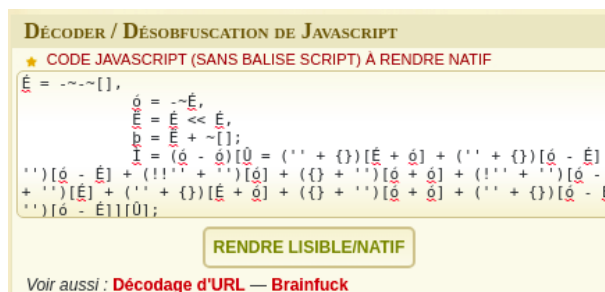 Décoder / Désobfuscation de Javascript
CODE JAVASCRIPT (SANS BALISE SCRIPT) À RENDRE NATIF
É = -~-~[],
ó = -~É,
Ë = É << É,
þ = Ë + ~[];
Ì = (ó - ó)[Û = ('' + {})[É + ó] + ('' + {})[ó - É]
'')[ó - É] + (!!'' + '')[ó] + ({} + '')[ó + ó] + (!'' + '')[ó -
+ '')[É] + ('' + {})[É + ó] + ({} + '')[ó + ó] + ('' + {})[ó - É
'')[ó - É]][Û];
RENDRE LISIBLE/NATIF
Voir aussi : Décodage d'URL — Brainfuck